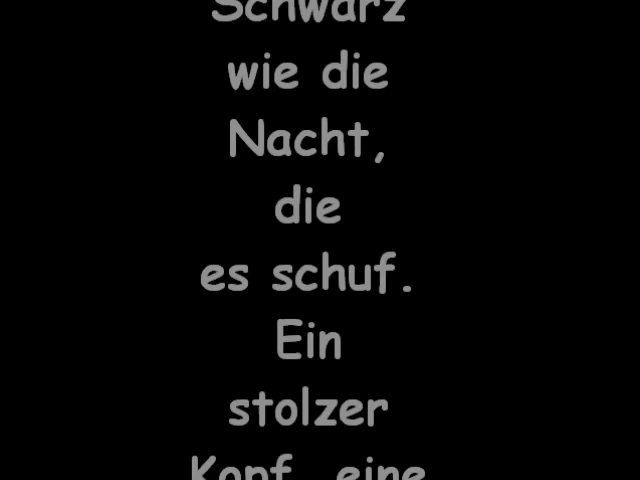 Schwarz
wie die
Nacht,
die
es schuf.
Ein
stolzer
Kopf, eine